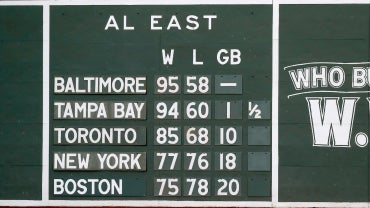 AL EAST
W L GB
BALTIMORE 95 58 —
TAMPA BAY 94 60 1 ½
TORONTO 85 68 10
NEW YORK 77 76 18
BOSTON 75 78 20
WHO BU
W.